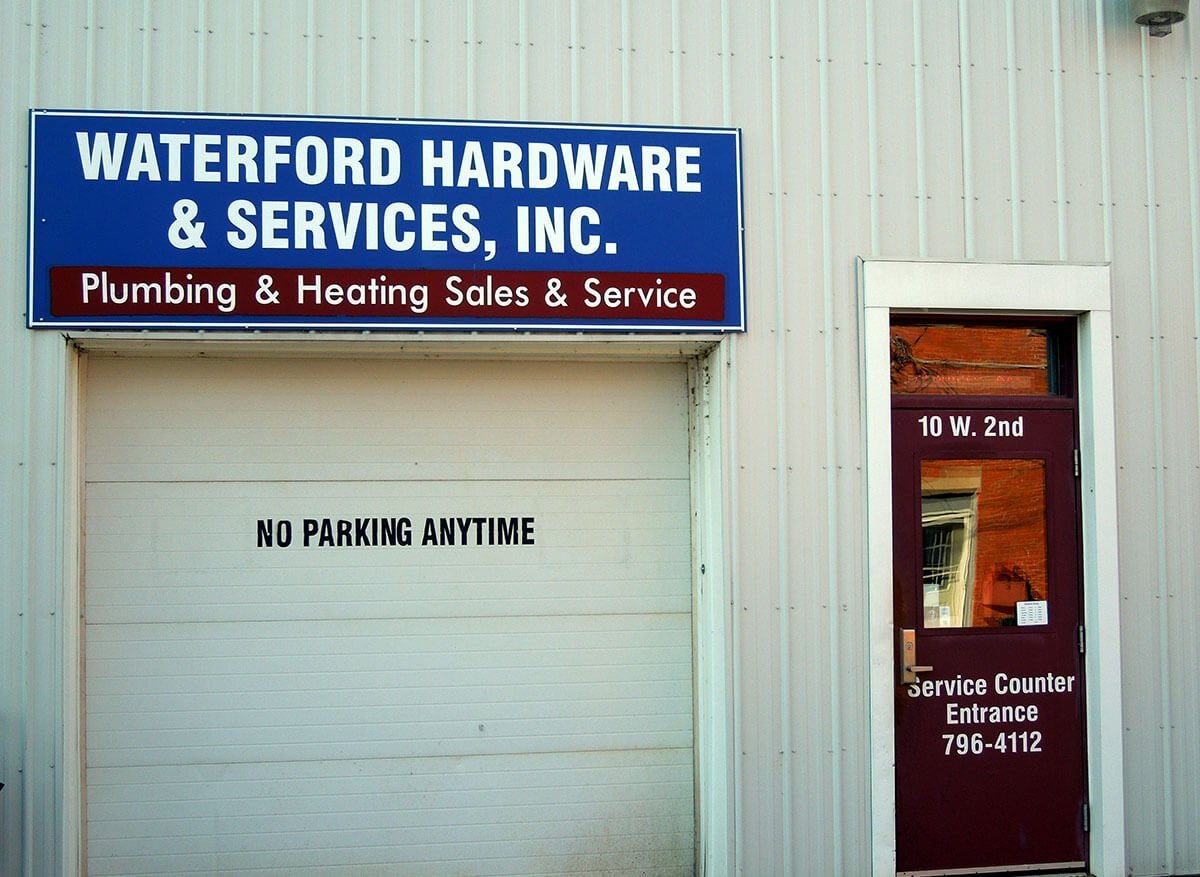 WATERFORD HARDWARE
& SERVICES, INC.
Plumbing & Heating Sales & Service
NO PARKING ANYTIME
10 W. 2nd
Service Counter
Entrance
796-4112